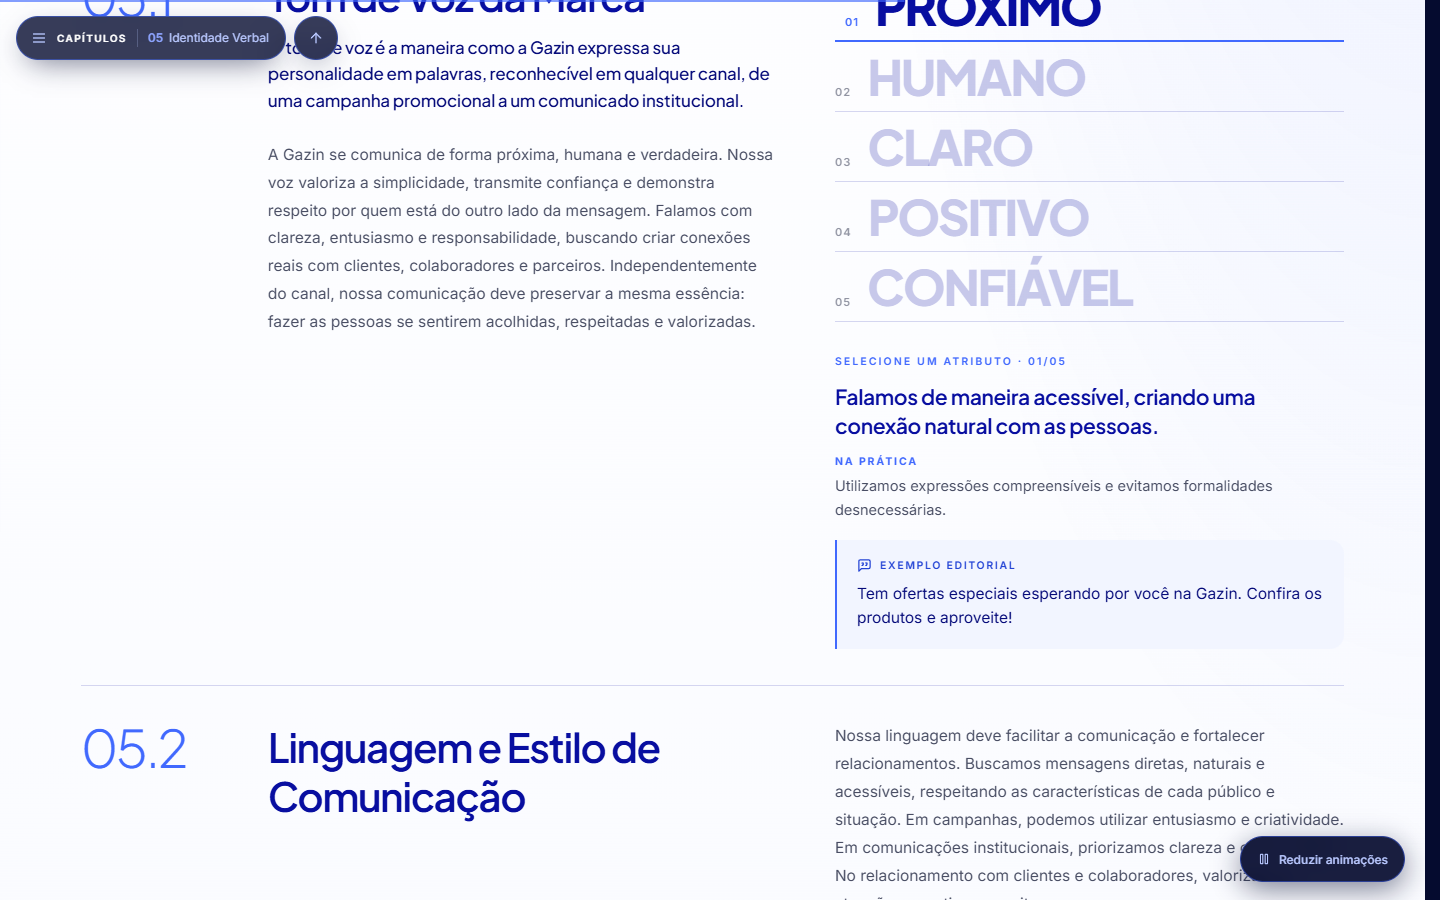 05.1
Tom de Voz da Marca
CAPÍTULOS
05 Identidade Verbal
voz é a maneira como a Gazin expressa sua
personalidade em palavras, reconhecível em qualquer canal, de
uma campanha promocional a um comunicado institucional.
A Gazin se comunica de forma próxima, humana e verdadeira. Nossa
voz valoriza a simplicidade, transmite confiança e demonstra
respeito por quem está do outro lado da mensagem. Falamos com
clareza, entusiasmo e responsabilidade, buscando criar conexões
reais com clientes, colaboradores e parceiros. Independentemente
do canal, nossa comunicação deve preservar a mesma essência:
fazer as pessoas se sentirem acolhidas, respeitadas e valorizadas.
01 PRÓXIMO
02 HUMANO
03 CLARO
04 POSITIVO
05 CONFIÁVEL
SELECIONE UM ATRIBUTO · 01/05
Falamos de maneira acessível, criando uma
conexão natural com as pessoas.
NA PRÁTICA
Utilizamos expressões compreensíveis e evitamos formalidades
desnecessárias.
EXEMPLO EDITORIAL
Tem ofertas especiais esperando por você na Gazin. Confira os
produtos e aproveite!
05.2
Linguagem e Estilo de
Comunicação
Nossa linguagem deve facilitar a comunicação e fortalecer
relacionamentos. Buscamos mensagens diretas, naturais e
acessíveis, respeitando as características de cada público e
situação. Em campanhas, podemos utilizar entusiasmo e criatividade.
Em comunicações institucionais, priorizamos clareza e
No relacionamento com clientes e colaboradores,
Reduzir animações